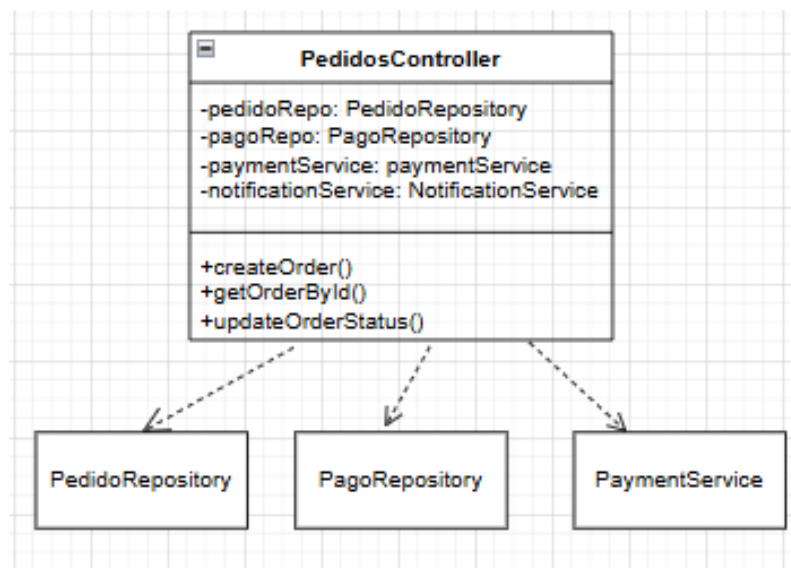 PedidosController
-pedidoRepo: PedidoRepository
-pagoRepo: PagoRepository
-paymentService: paymentService
-notificationService: NotificationService
+createOrder()
+getOrderById()
+updateOrderStatus()
PedidoRepository
PagoRepository
PaymentService